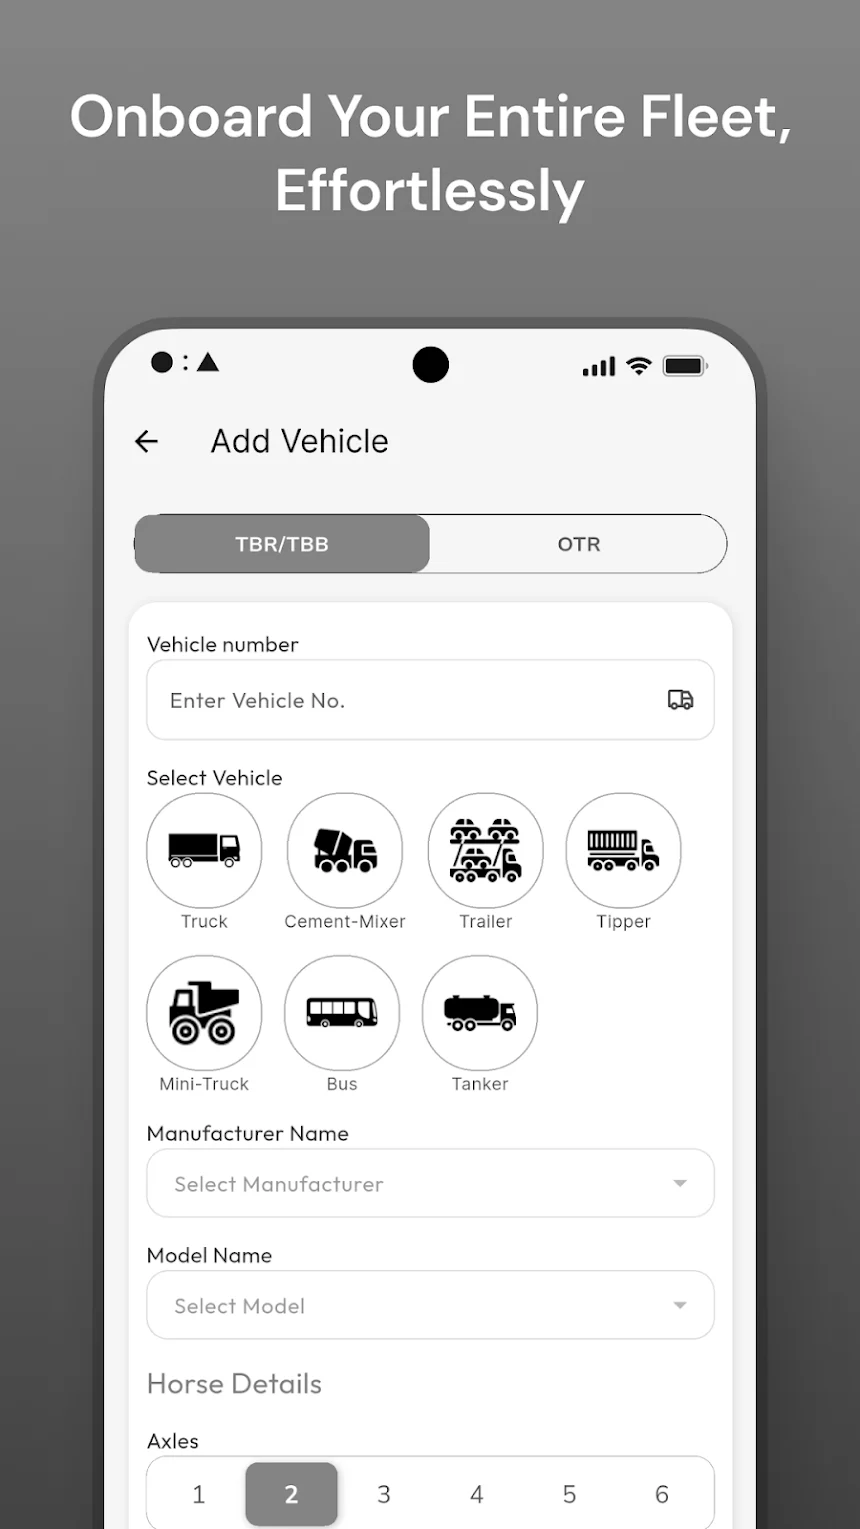 Onboard Your Entire Fleet,
Effortlessly
Add Vehicle
TBR/TBB
OTR
Vehicle number
Enter Vehicle No.
Select Vehicle
Truck
Cement-Mixer
Trailer
Tipper
Mini-Truck
Bus
Tanker
Manufacturer Name
Select Manufacturer
Model Name
Select Model
Horse Details
Axles
1 2 3 4 5 6